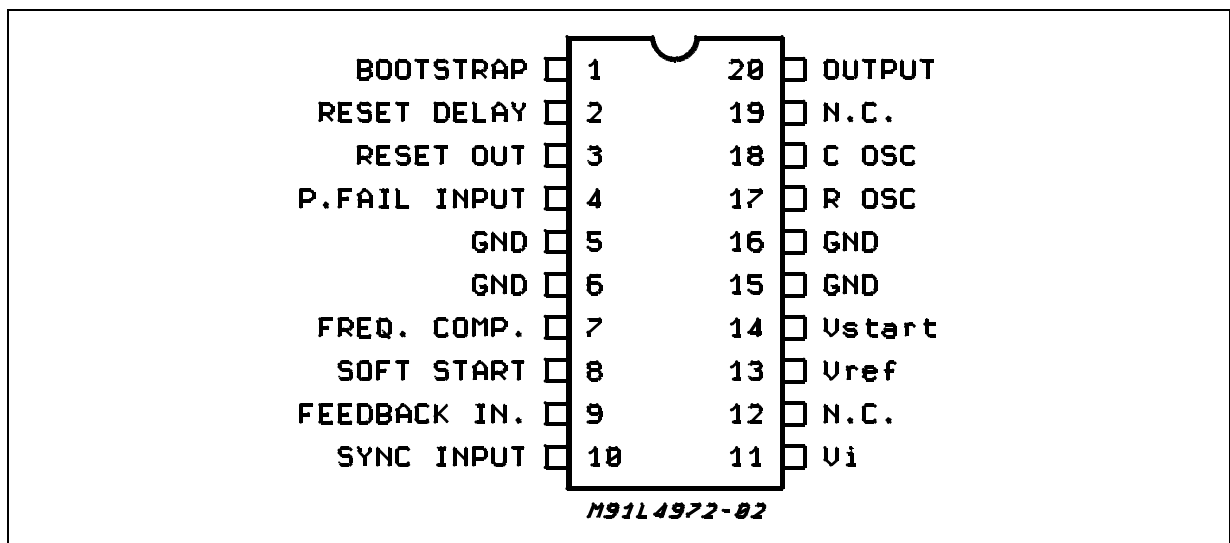 BOOTSTRAP 1 20 OUTPUT
RESET DELAY 2 19 N.C.
RESET OUT 3 18 C OSC
P.FAIL INPUT 4 17 R OSC
GND 5 16 GND
GND 6 15 GND
FREQ. COMP. 7 14 Vstart
SOFT START 8 13 Vref
FEEDBACK IN. 9 12 N.C.
SYNC INPUT 10 11 Vi
M91L4972-02